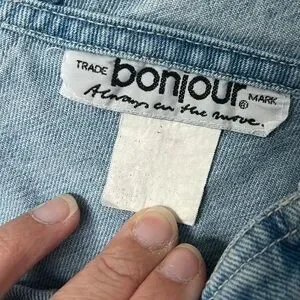 TRADE bonjour® MARK
Always on the move.